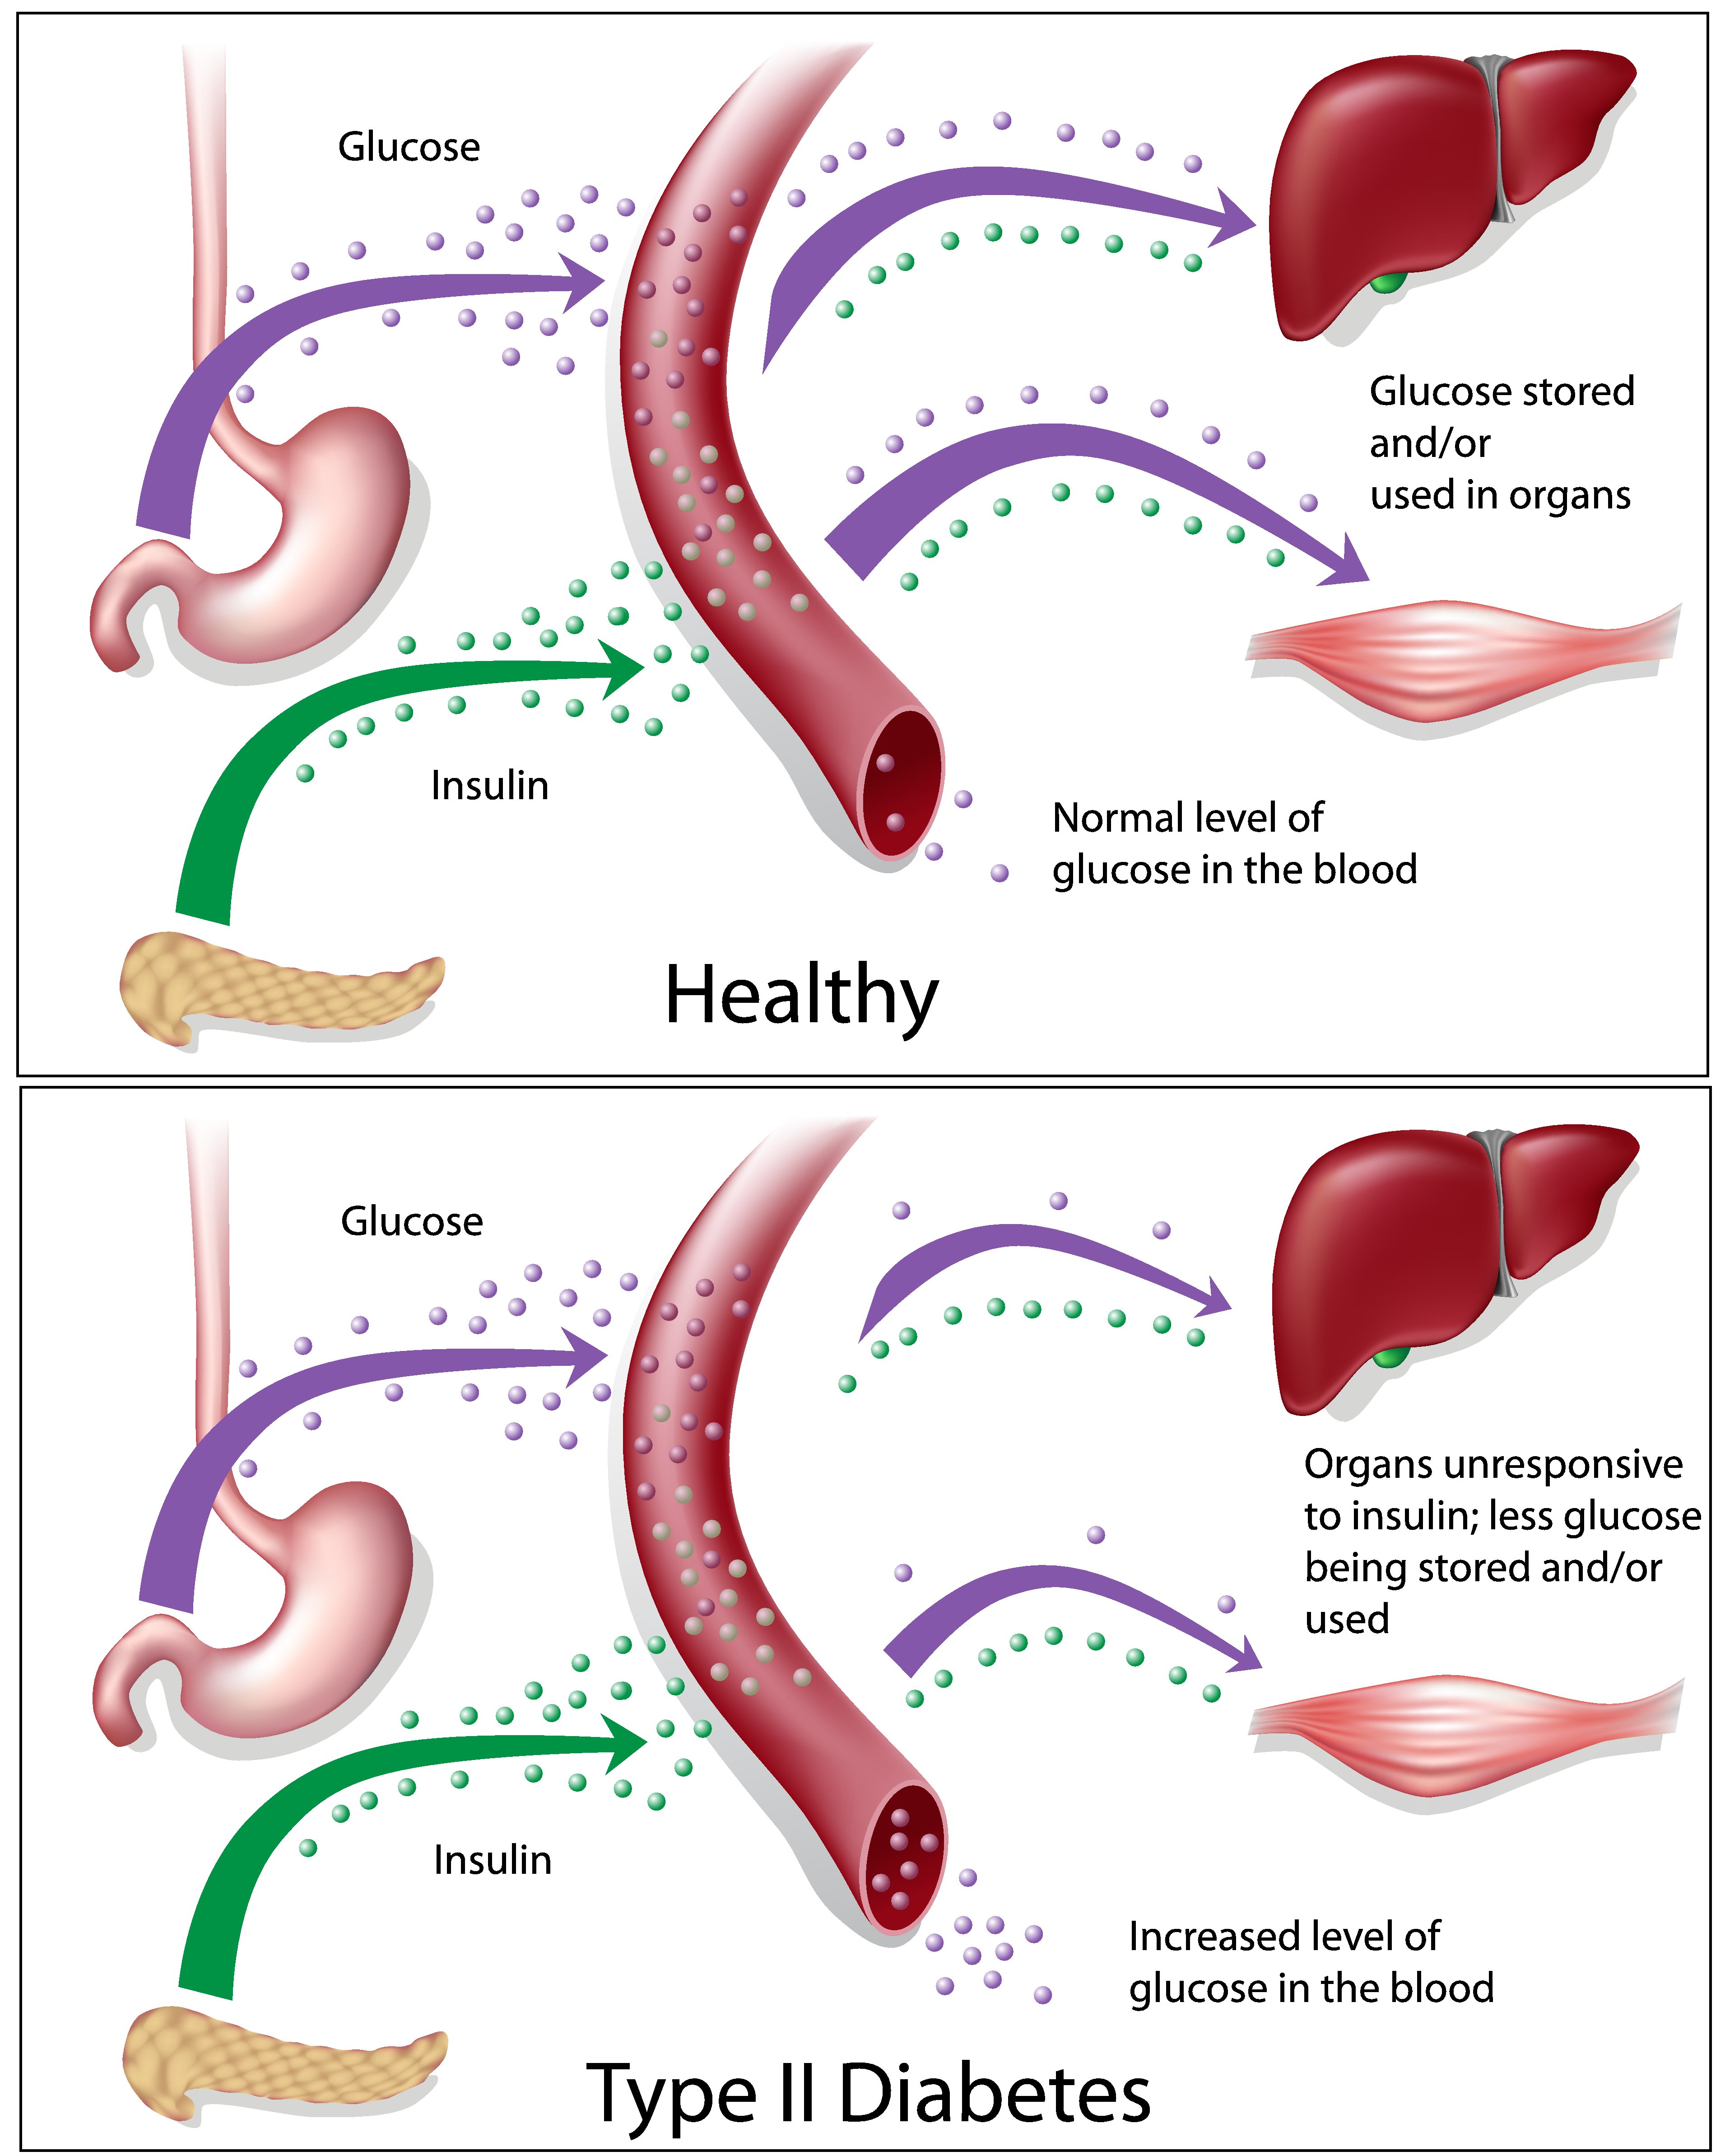 Glucose
Glucose stored
and/or
used in organs
Insulin
Normal level of
glucose in the blood
Healthy
Glucose
Organs unresponsive
to insulin; less glucose
being stored and/or
used
Insulin
Increased level of
glucose in the blood
Type II Diabetes